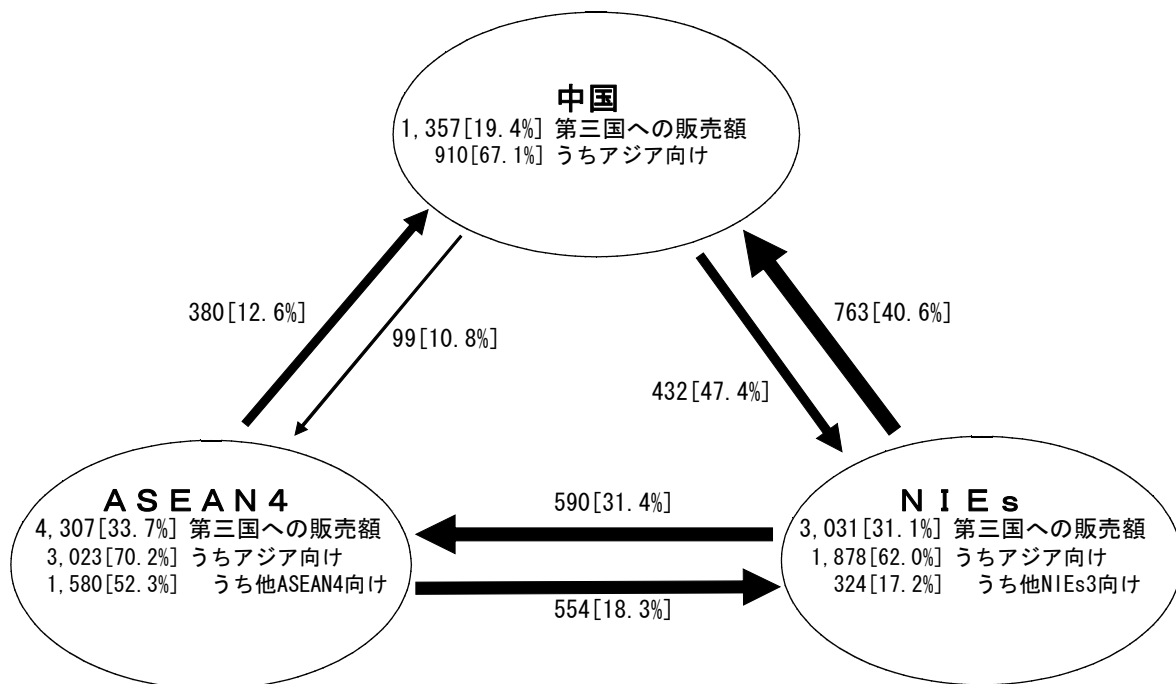 中国
1,357[19.4%] 第三国への販売額
910[67.1%] うちアジア向け
380[12.6%]
99[10.8%]
763[40.6%]
432[47.4%]
ASEAN4
4,307[33.7%] 第三国への販売額
3,023[70.2%] うちアジア向け
1,580[52.3%] うち他ASEAN4向け
590[31.4%]
554[18.3%]
NIEs
3,031[31.1%] 第三国への販売額
1,878[62.0%] うちアジア向け
324[17.2%] うち他NIEs3向け